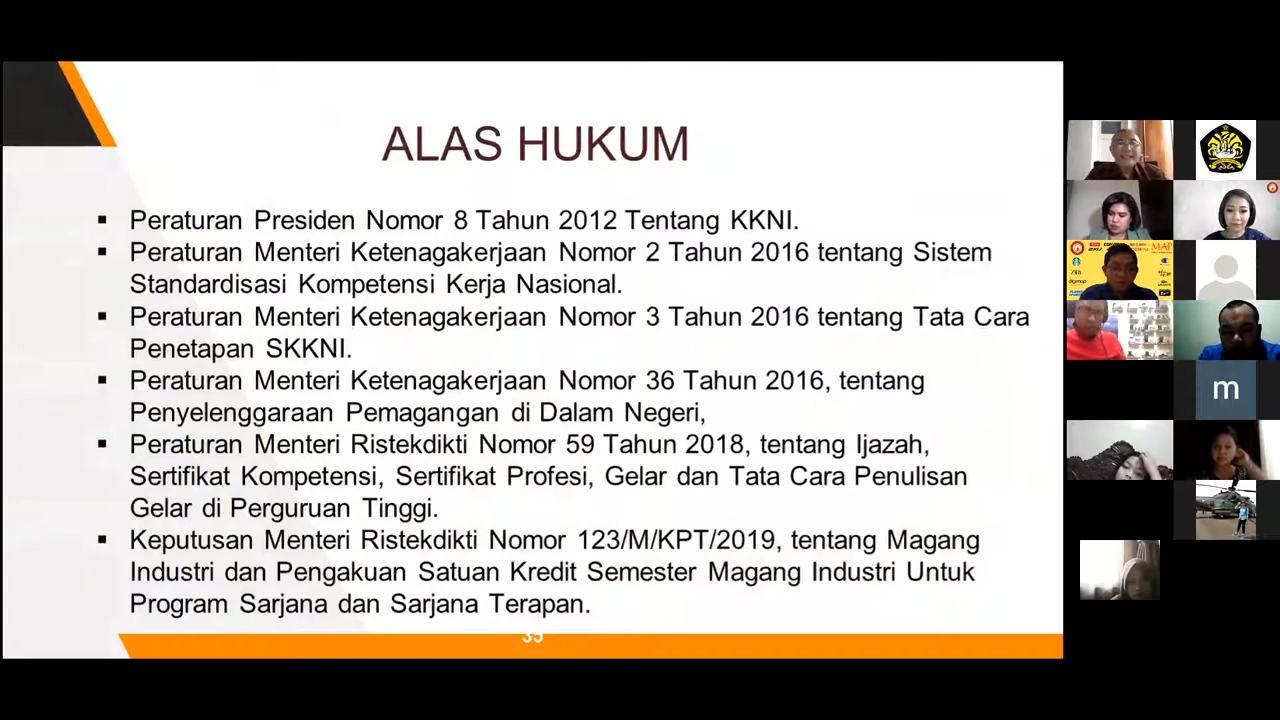 ALAS HUKUM
▪ Peraturan Presiden Nomor 8 Tahun 2012 Tentang KKNI.
▪ Peraturan Menteri Ketenagakerjaan Nomor 2 Tahun 2016 tentang Sistem
Standardisasi Kompetensi Kerja Nasional.
▪ Peraturan Menteri Ketenagakerjaan Nomor 3 Tahun 2016 tentang Tata Cara
Penetapan SKKNI.
▪ Peraturan Menteri Ketenagakerjaan Nomor 36 Tahun 2016, tentang
Penyelenggaraan Pemagangan di Dalam Negeri,
▪ Peraturan Menteri Ristekdikti Nomor 59 Tahun 2018, tentang Ijazah,
Sertifikat Kompetensi, Sertifikat Profesi, Gelar dan Tata Cara Penulisan
Gelar di Perguruan Tinggi.
▪ Keputusan Menteri Ristekdikti Nomor 123/M/KPT/2019, tentang Magang
Industri dan Pengakuan Satuan Kredit Semester Magang Industri Untuk
Program Sarjana dan Sarjana Terapan.
35
MAP
m